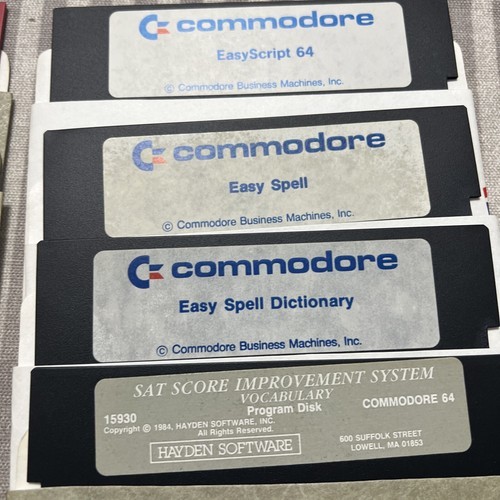 commodore
EasyScript 64
© Commodore Business Machines, Inc.
commodore
Easy Spell
© Commodore Business Machines, Inc.
commodore
Easy Spell Dictionary
© Commodore Business Machines, Inc.
SAT SCORE IMPROVEMENT SYSTEM
VOCABULARY
15930 Program Disk COMMODORE 64
Copyright © 1984, HAYDEN SOFTWARE, INC.
All Rights Reserved.
HAYDEN SOFTWARE
600 SUFFOLK STREET
LOWELL, MA 01853